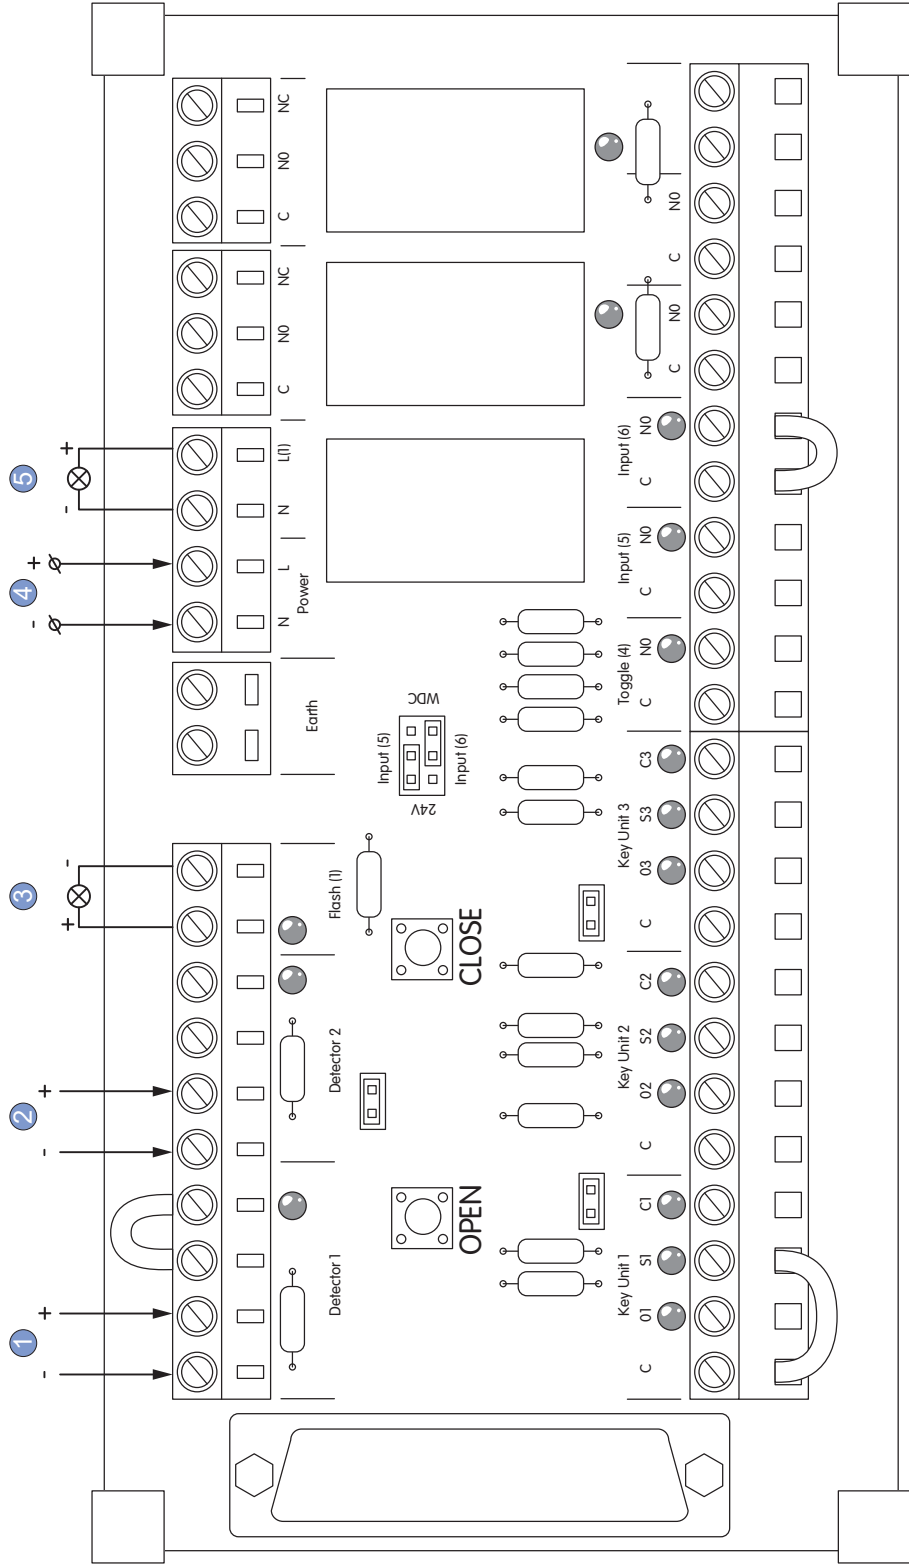 1 2 3 4 5
- + - + + - - + - +
N L N L(1) C N0 NC C N0 NC
Power
Earth
Detector 1 Detector 2 Flash (1)
Input (5)
24V WDC
Input (6)
OPEN CLOSE
Key Unit 1 Key Unit 2 Key Unit 3 Toggle (4) Input (5) Input (6)
C 01 S1 C1 C 02 S2 C2 C 03 S3 C3 C N0 C N0 C N0 C N0 C N0